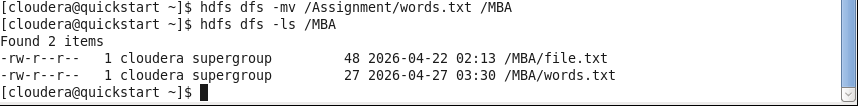 [cloudera@quickstart ~]$ hdfs dfs -mv /Assignment/words.txt /MBA
[cloudera@quickstart ~]$ hdfs dfs -ls /MBA
Found 2 items
-rw-r--r--   1 cloudera supergroup         48 2026-04-22 02:13 /MBA/file.txt
-rw-r--r--   1 cloudera supergroup         27 2026-04-27 03:30 /MBA/words.txt
[cloudera@quickstart ~]$